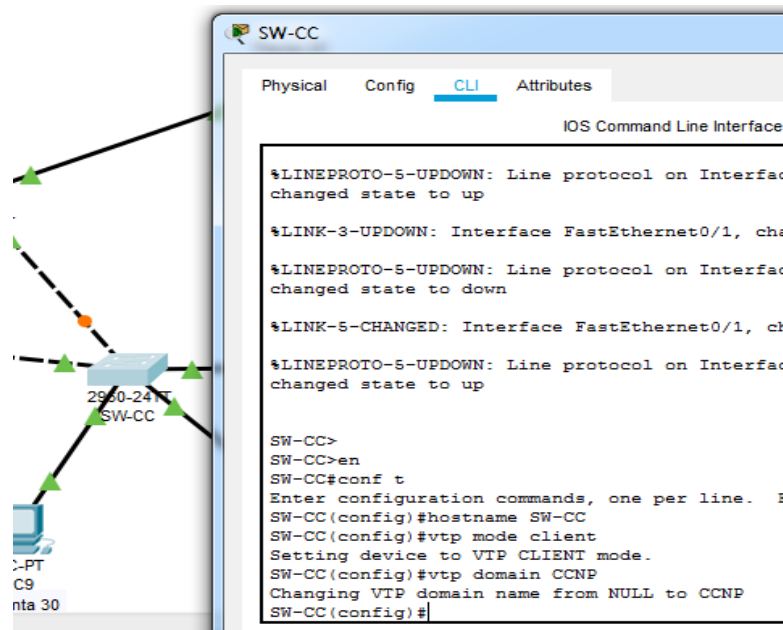 SW-CC
Physical Config CLI Attributes
IOS Command Line Interface
%LINEPROTO-5-UPDOWN: Line protocol on
changed state to up
%LINK-3-UPDOWN: Interface FastEthernet0/1,
%LINEPROTO-5-UPDOWN: Line protocol on
changed state to down
%LINK-5-CHANGED: Interface FastEthernet0/1,
%LINEPROTO-5-UPDOWN: Line protocol on
changed state to up
SW-CC>
SW-CC>en
SW-CC#conf t
Enter configuration commands, one per line.
SW-CC(config)#hostname SW-CC
SW-CC(config)#vtp mode client
Setting device to VTP CLIENT mode.
SW-CC(config)#vtp domain CCNP
Changing VTP domain name from NULL to CCNP
SW-CC(config)#
2960-24TT
SW-CC
C-PT
C9
nta 30